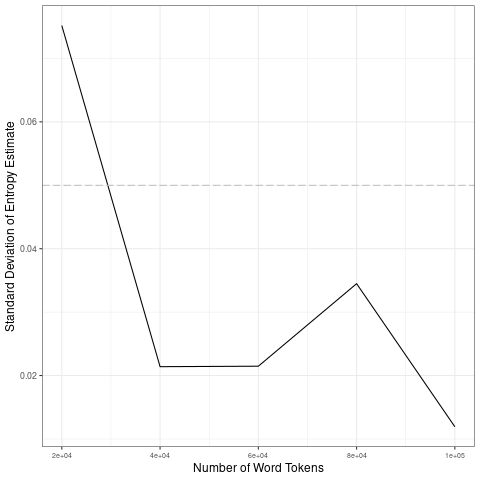 Standard Deviation of Entropy Estimate
0.06
0.04
0.02
2e+04 4e+04 6e+04 8e+04 1e+05
Number of Word Tokens